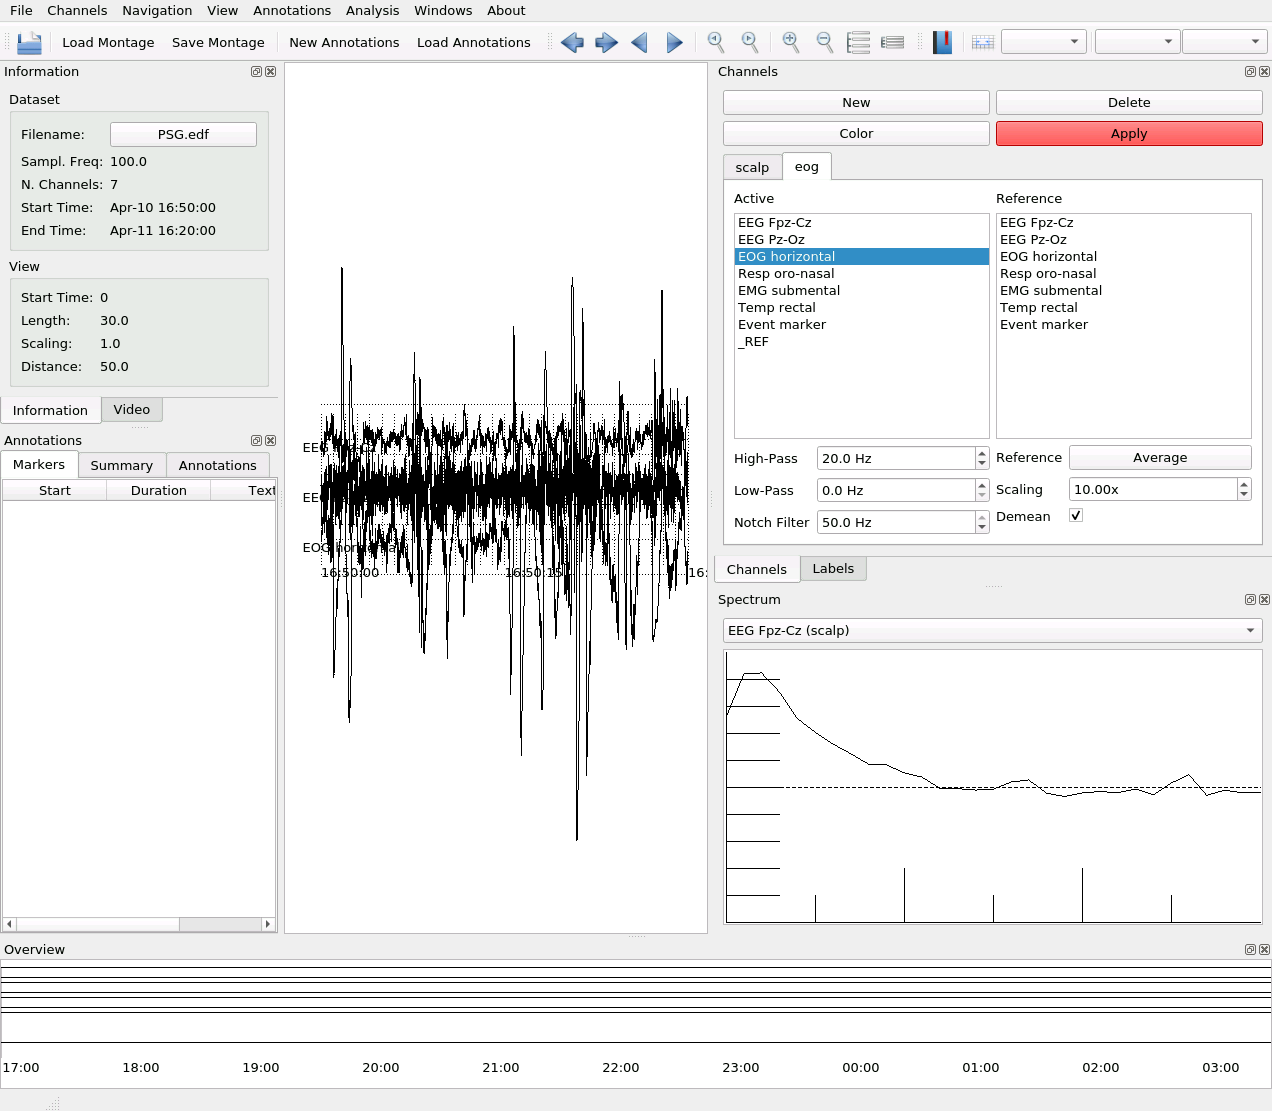 File Channels Navigation View Annotations Analysis Windows About
Load Montage Save Montage New Annotations Load Annotations
Information
Dataset
Filename: PSG.edf
Sampl. Freq: 100.0
N. Channels: 7
Start Time: Apr-10 16:50:00
End Time: Apr-11 16:20:00
View
Start Time: 0
Length: 30.0
Scaling: 1.0
Distance: 50.0
Information Video
Annotations
Markers Summary Annotations
Start Duration Text
EOG
16:50:00 16:50:15 16:
Channels
New Delete
Color Apply
scalp eog
Active Reference
EEG Fpz-Cz EEG Fpz-Cz
EEG Pz-Oz EEG Pz-Oz
EOG horizontal EOG horizontal
Resp oro-nasal Resp oro-nasal
EMG submental EMG submental
Temp rectal Temp rectal
Event marker Event marker
_REF
High-Pass 20.0 Hz Reference Average
Low-Pass 0.0 Hz Scaling 10.00x
Notch Filter 50.0 Hz Demean
Channels Labels
Spectrum
EEG Fpz-Cz (scalp)
Overview
17:00 18:00 19:00 20:00 21:00 22:00 23:00 00:00 01:00 02:00 03:00